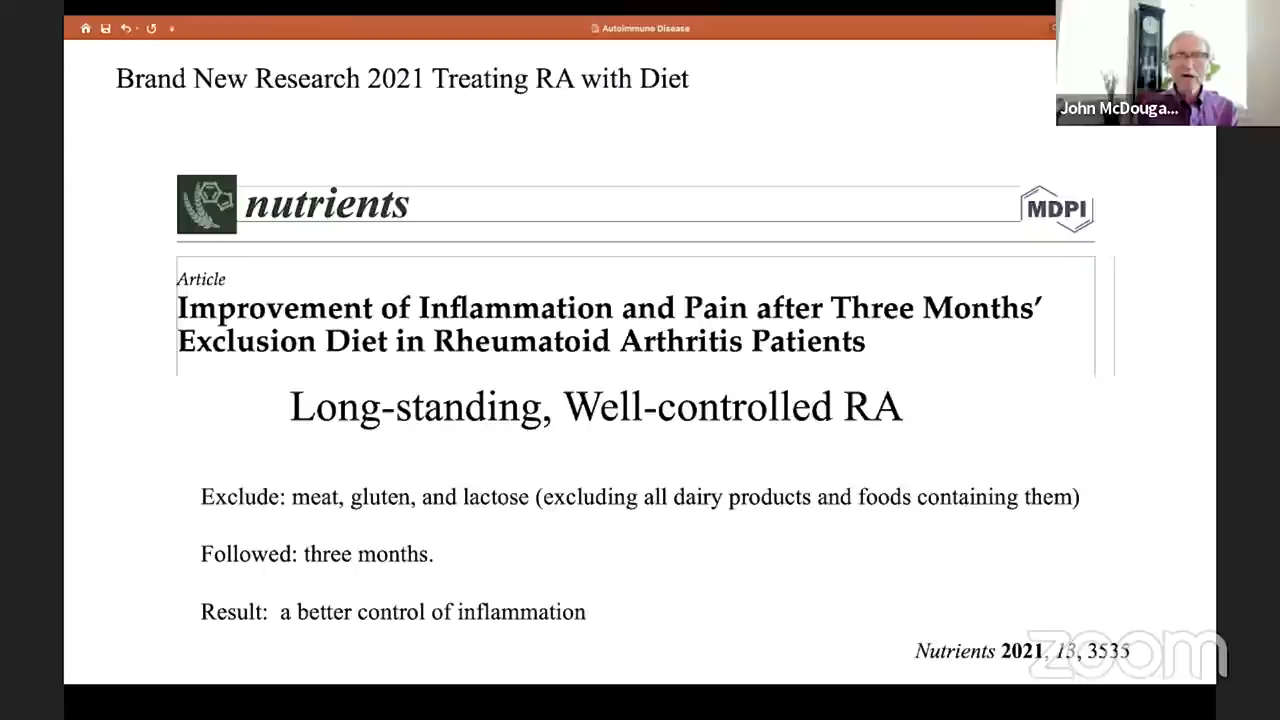 Autoimmune Disease
John McDouga...
Brand New Research 2021 Treating RA with Diet
nutrients
MDPI
Article
Improvement of Inflammation and Pain after Three Months’
Exclusion Diet in Rheumatoid Arthritis Patients
Long-standing, Well-controlled RA
Exclude: meat, gluten, and lactose (excluding all dairy products and foods containing them)
Followed: three months.
Result: a better control of inflammation
Nutrients 2021, 13, 3535
zoom